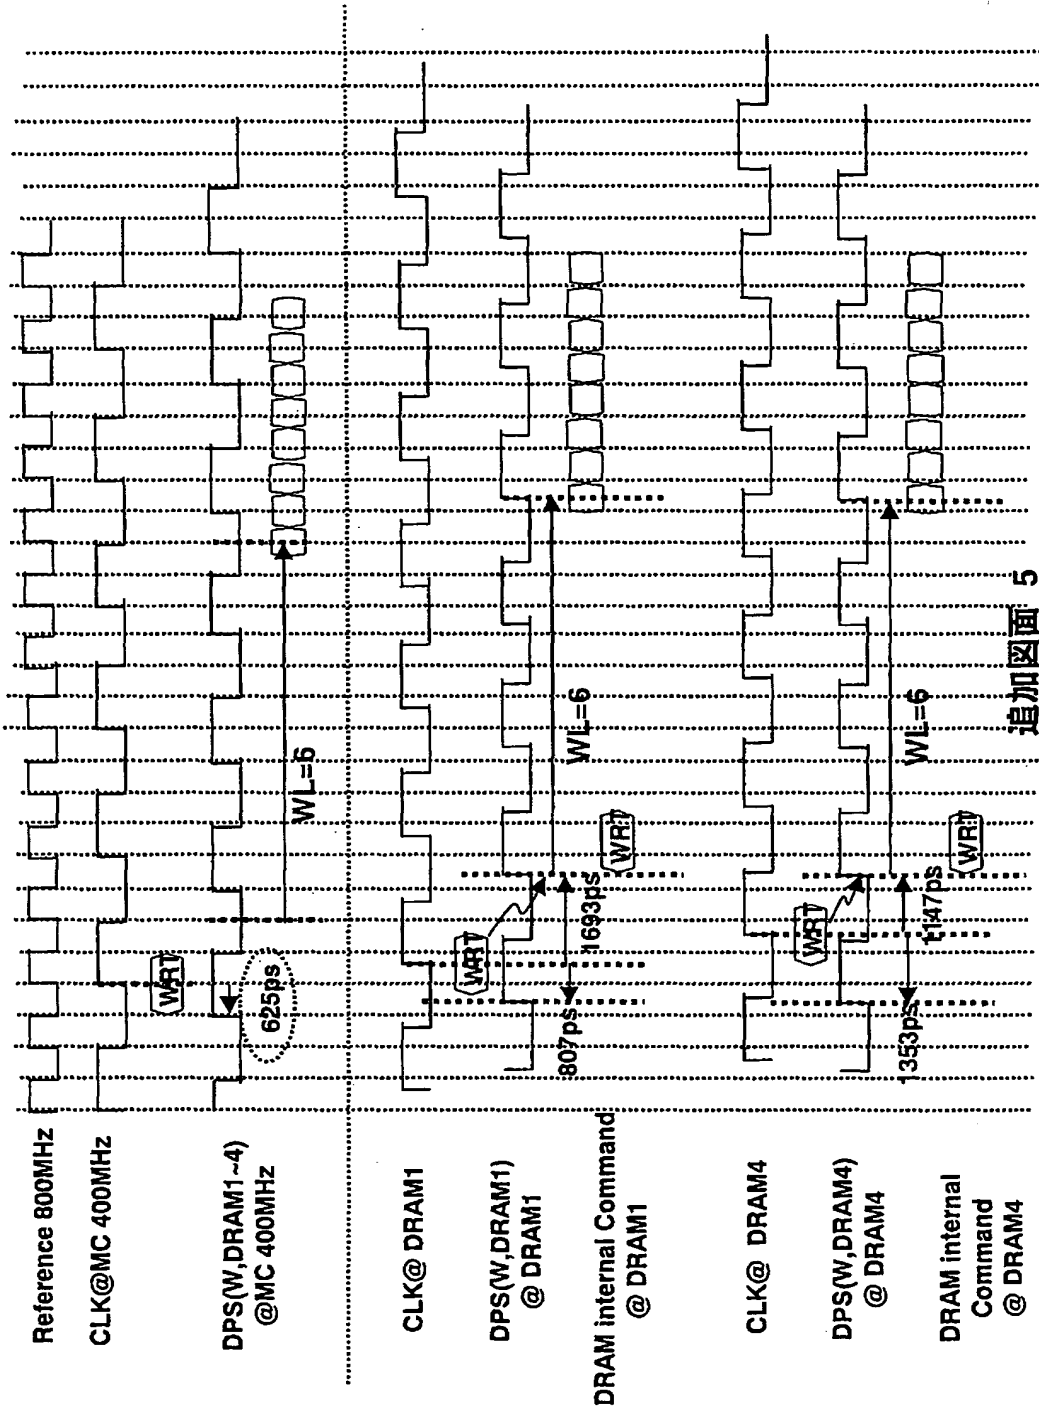 Reference 800MHz
CLK@MC 400MHz
WRT
DPS(W,DRAM1~4)
@MC 400MHz
625ps
WL=6
CLK@ DRAM1
WRT
DPS(W,DRAM1)
@ DRAM1
807ps
1693ps
WL=6
DRAM internal Command
@ DRAM1
WRT
CLK@ DRAM4
WRT
DPS(W,DRAM4)
@ DRAM4
1353ps
1147ps
WL=6
DRAM internal
Command
@ DRAM4
WRT
追加図面 5